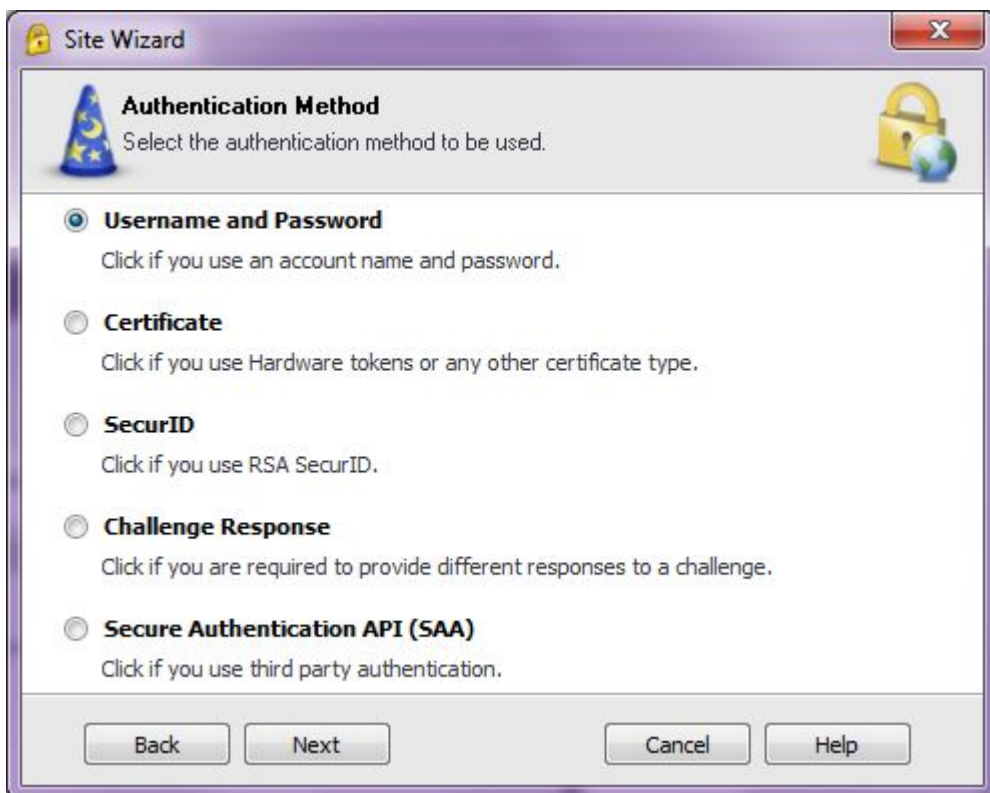 Site Wizard
Authentication Method
Select the authentication method to be used.
Username and Password
Click if you use an account name and password.
Certificate
Click if you use Hardware tokens or any other certificate type.
SecurID
Click if you use RSA SecurID.
Challenge Response
Click if you are required to provide different responses to a challenge.
Secure Authentication API (SAA)
Click if you use third party authentication.
Back Next Cancel Help